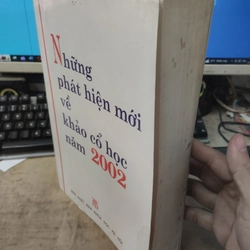 Những
phát hiện mới
về
khảo cổ học
năm 2002